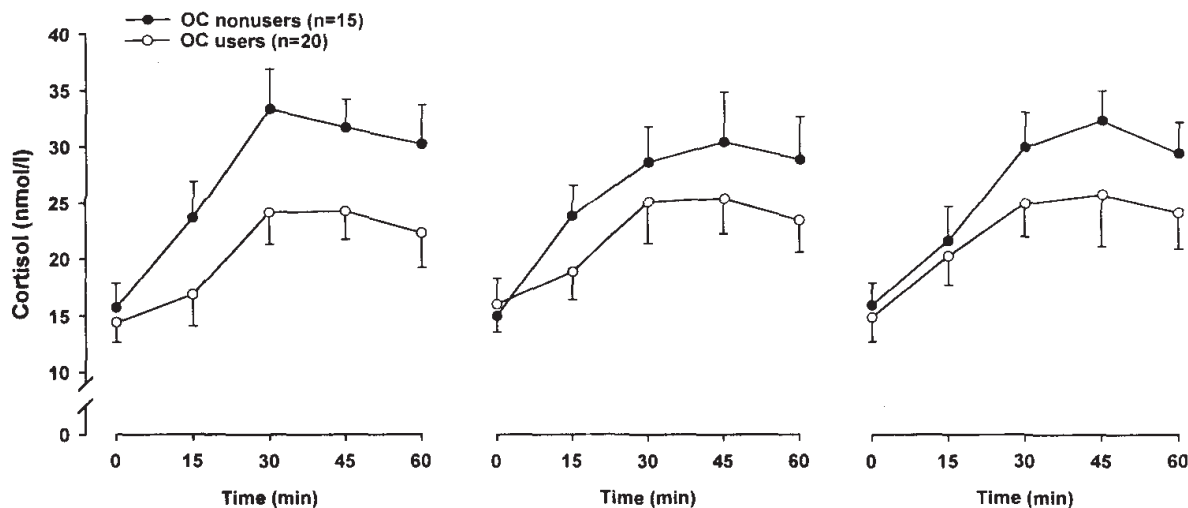 OC nonusers (n=15)
OC users (n=20)
40
35
30
25
20
15
10
0
Cortisol (nmol/l)
0 15 30 45 60
Time (min)
0 15 30 45 60
Time (min)
0 15 30 45 60
Time (min)